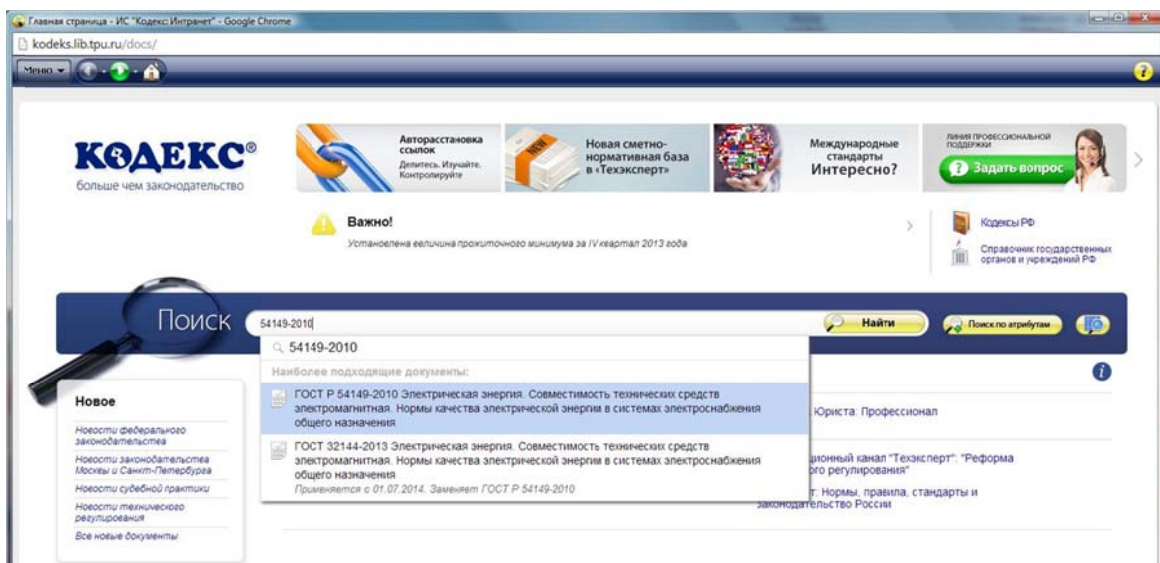 Главная страница - ИС "Кодекс: Интранет" - Google Chrome
kodeks.lib.tpu.ru/docs/
Меню
?
КОДЕКС®
больше чем законодательство
Авторасстановка
ссылок
Делитесь. Изучайте.
Контролируйте
NEW
Новая сметно-
нормативная база
в «Техэксперт»
Международные
стандарты
Интересно?
ЛИНИЯ ПРОФЕССИОНАЛЬНОЙ
ПОДДЕРЖКИ
? Задать вопрос
Важно!
Установлена величина прожиточного минимума за IV квартал 2013 года
Кодексы РФ
Справочник государственных
органов и учреждений РФ
Поиск
54149-2010
Найти
Поиск по атрибутам
54149-2010
Наиболее подходящие документы:
ГОСТ Р 54149-2010 Электрическая энергия. Совместимость технических средств
электромагнитная. Нормы качества электрической энергии в системах электроснабжения
общего назначения
ГОСТ 32144-2013 Электрическая энергия. Совместимость технических средств
электромагнитная. Нормы качества электрической энергии в системах электроснабжения
общего назначения
Применяется с 01.07.2014. Заменяет ГОСТ Р 54149-2010
i
Новое
Новости федерального
законодательства
Новости законодательства
Москвы и Санкт-Петербурга
Новости судебной практики
Новости технического
регулирования
Все новые документы
Юриста: Профессионал
ционный канал "Техэксперт": "Реформа
ого регулирования"
т: Нормы, правила, стандарты и
законодательство России